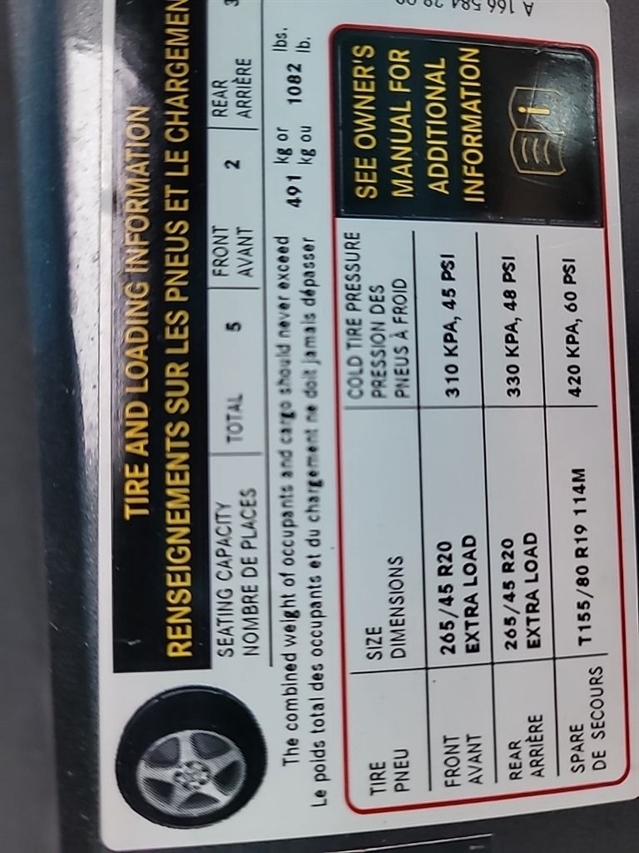 TIRE AND LOADING INFORMATION
RENSEIGNEMENTS SUR LES PNEUS ET LE CHARGEMEN
SEATING CAPACITY TOTAL 5 FRONT 2 REAR 3
NOMBRE DE PLACES AVANT ARRIÈRE
The combined weight of occupants and cargo should never exceed 491 kg or 1082 lbs.
Le poids total des occupants et du chargement ne doit jamais dépasser kg ou lb.
TIRE SIZE COLD TIRE PRESSURE
PNEU DIMENSIONS PRESSION DES
PNEUS À FROID
FRONT 265/45 R20 310 KPA, 45 PSI
AVANT EXTRA LOAD
REAR 265/45 R20 330 KPA, 48 PSI
ARRIÈRE EXTRA LOAD
SPARE T155/80 R19 114M 420 KPA, 60 PSI
DE SECOURS
SEE OWNER'S
MANUAL FOR
ADDITIONAL
INFORMATION
i
A 166 584